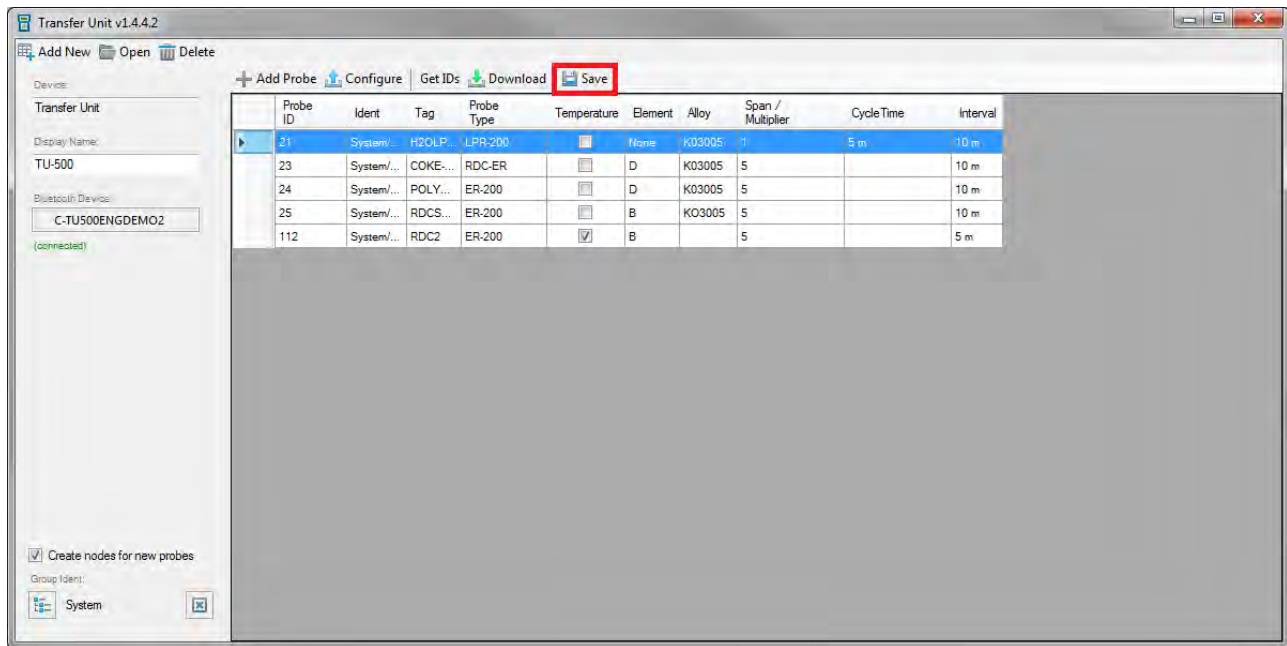 Transfer Unit v1.4.4.2
Add New Open Delete
Device:
Transfer Unit
Display Name:
TU-500
Bluetooth Device:
C-TU500ENGDEMO2
(connected)
Add Probe Configure Get IDs Download Save
Probe ID Ident Tag Probe Type Temperature Element Alloy Span / Multiplier CycleTime Interval
21 System/... H2OLP... LPR-200 None K03005 1 5 m 10 m
23 System/... COKE-... RDC-ER D K03005 5 10 m
24 System/... POLY... ER-200 D K03005 5 10 m
25 System/... RDCS... ER-200 B KO3005 5 10 m
112 System/... RDC2 ER-200 B 5 5 m
Create nodes for new probes
Group Ident:
System